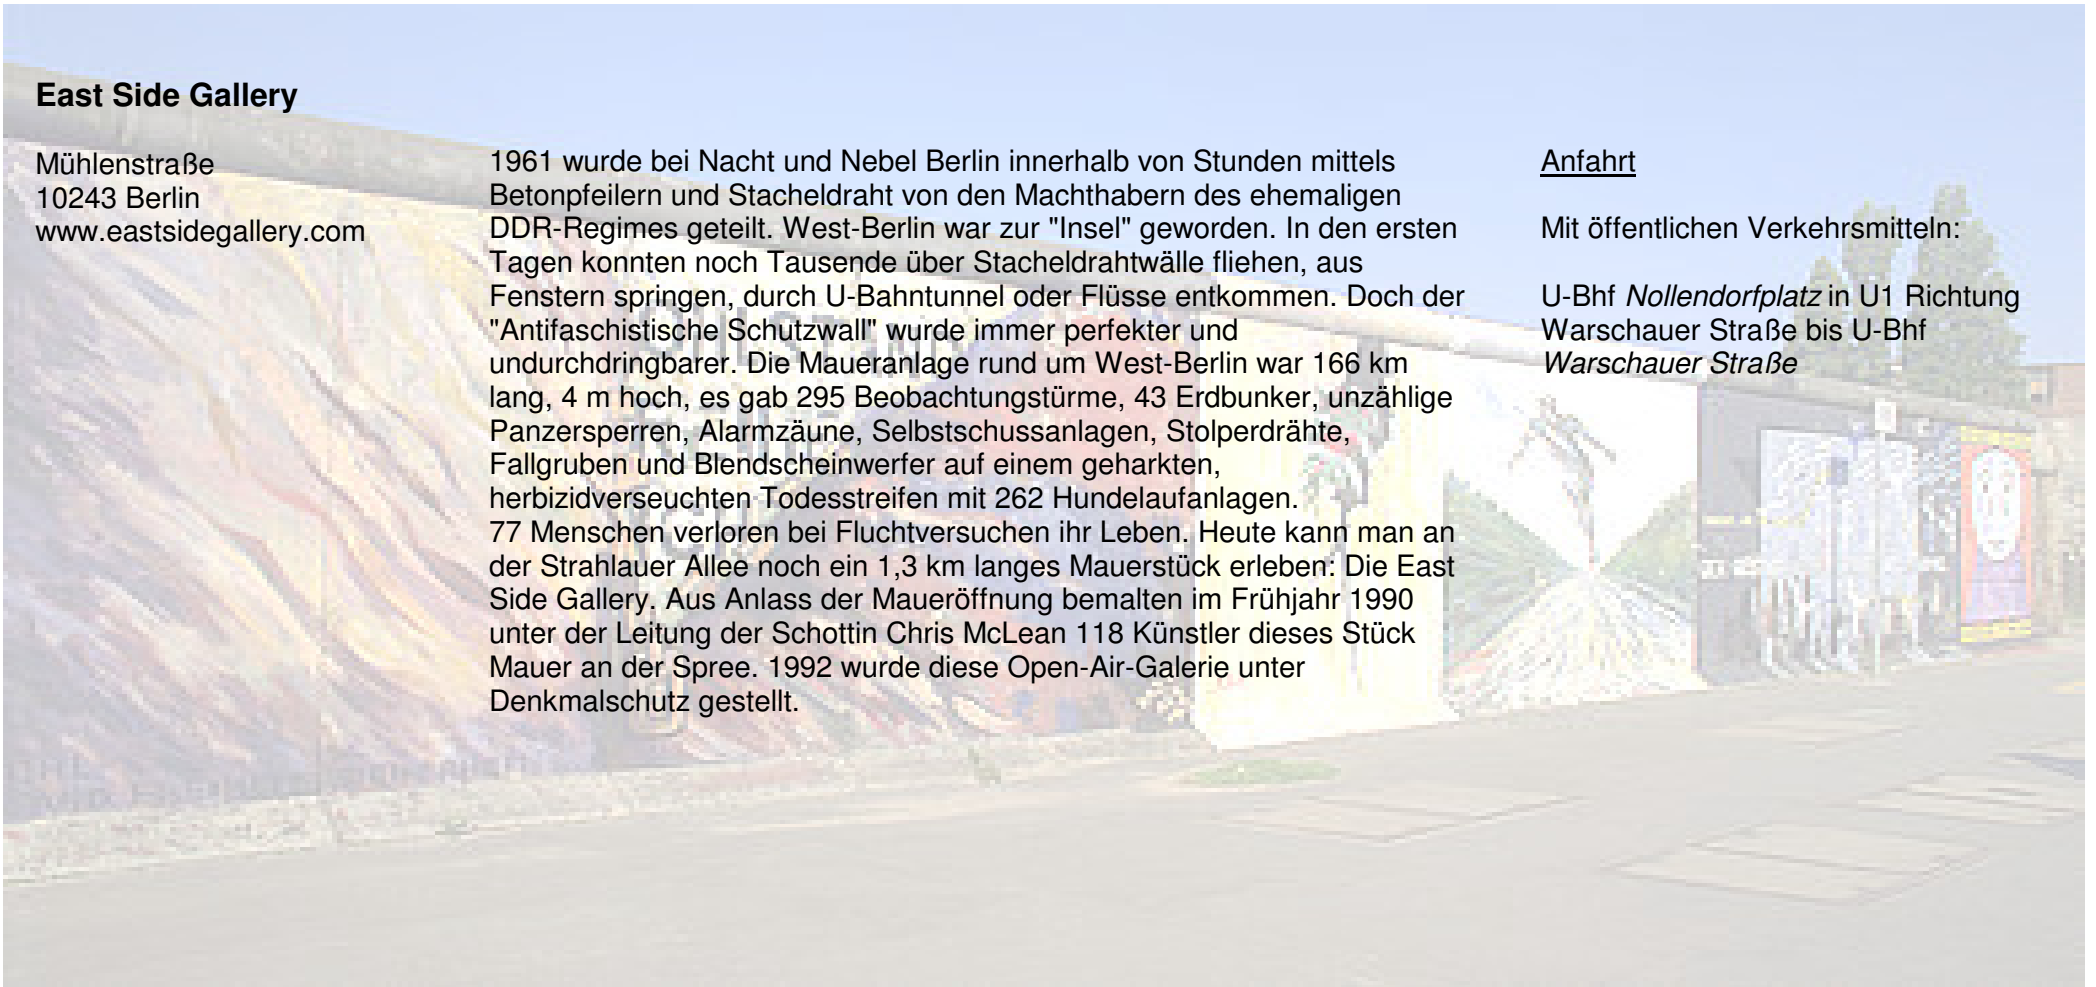 East Side Gallery
Mühlenstraße
10243 Berlin
www.eastsidegallery.com
1961 wurde bei Nacht und Nebel Berlin innerhalb von Stunden mittels
Betonpfeilern und Stacheldraht von den Machthabern des ehemaligen
DDR-Regimes geteilt. West-Berlin war zur "Insel" geworden. In den ersten
Tagen konnten noch Tausende über Stacheldrahtwälle fliehen, aus
Fenstern springen, durch U-Bahntunnel oder Flüsse entkommen. Doch der
"Antifaschistische Schutzwall" wurde immer perfekter und
undurchdringbarer. Die Maueranlage rund um West-Berlin war 166 km
lang, 4 m hoch, es gab 295 Beobachtungstürme, 43 Erdbunker, unzählige
Panzersperren, Alarmzäune, Selbstschussanlagen, Stolperdrähte,
Fallgruben und Blendscheinwerfer auf einem geharkten,
herbizidverseuchten Todesstreifen mit 262 Hundelaufanlagen.
77 Menschen verloren bei Fluchtversuchen ihr Leben. Heute kann man an
der Strahlauer Allee noch ein 1,3 km langes Mauerstück erleben: Die East
Side Gallery. Aus Anlass der Maueröffnung bemalten im Frühjahr 1990
unter der Leitung der Schottin Chris McLean 118 Künstler dieses Stück
Mauer an der Spree. 1992 wurde diese Open-Air-Galerie unter
Denkmalschutz gestellt.
Anfahrt
Mit öffentlichen Verkehrsmitteln:
U-Bhf Nollendorfplatz in U1 Richtung
Warschauer Straße bis U-Bhf
Warschauer Straße